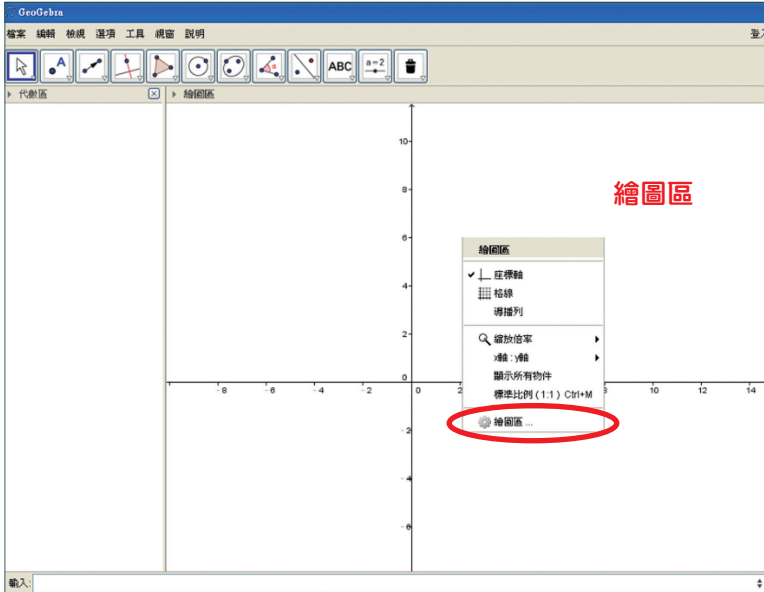 GeoGebra
檔案 編輯 檢視 選項 工具 視窗 說明
登入
A
ABC
a=2
代數區
繪圖區
繪圖區
繪圖區
座標軸
格線
導播列
縮放倍率
x軸 : y軸
顯示所有物件
標準比例 (1:1) Ctrl+M
繪圖區 ...
10
8
6
4
2
0
-2
-4
-6
-8 -6 -4 -2 0 2 8 10 12 14
輸入: